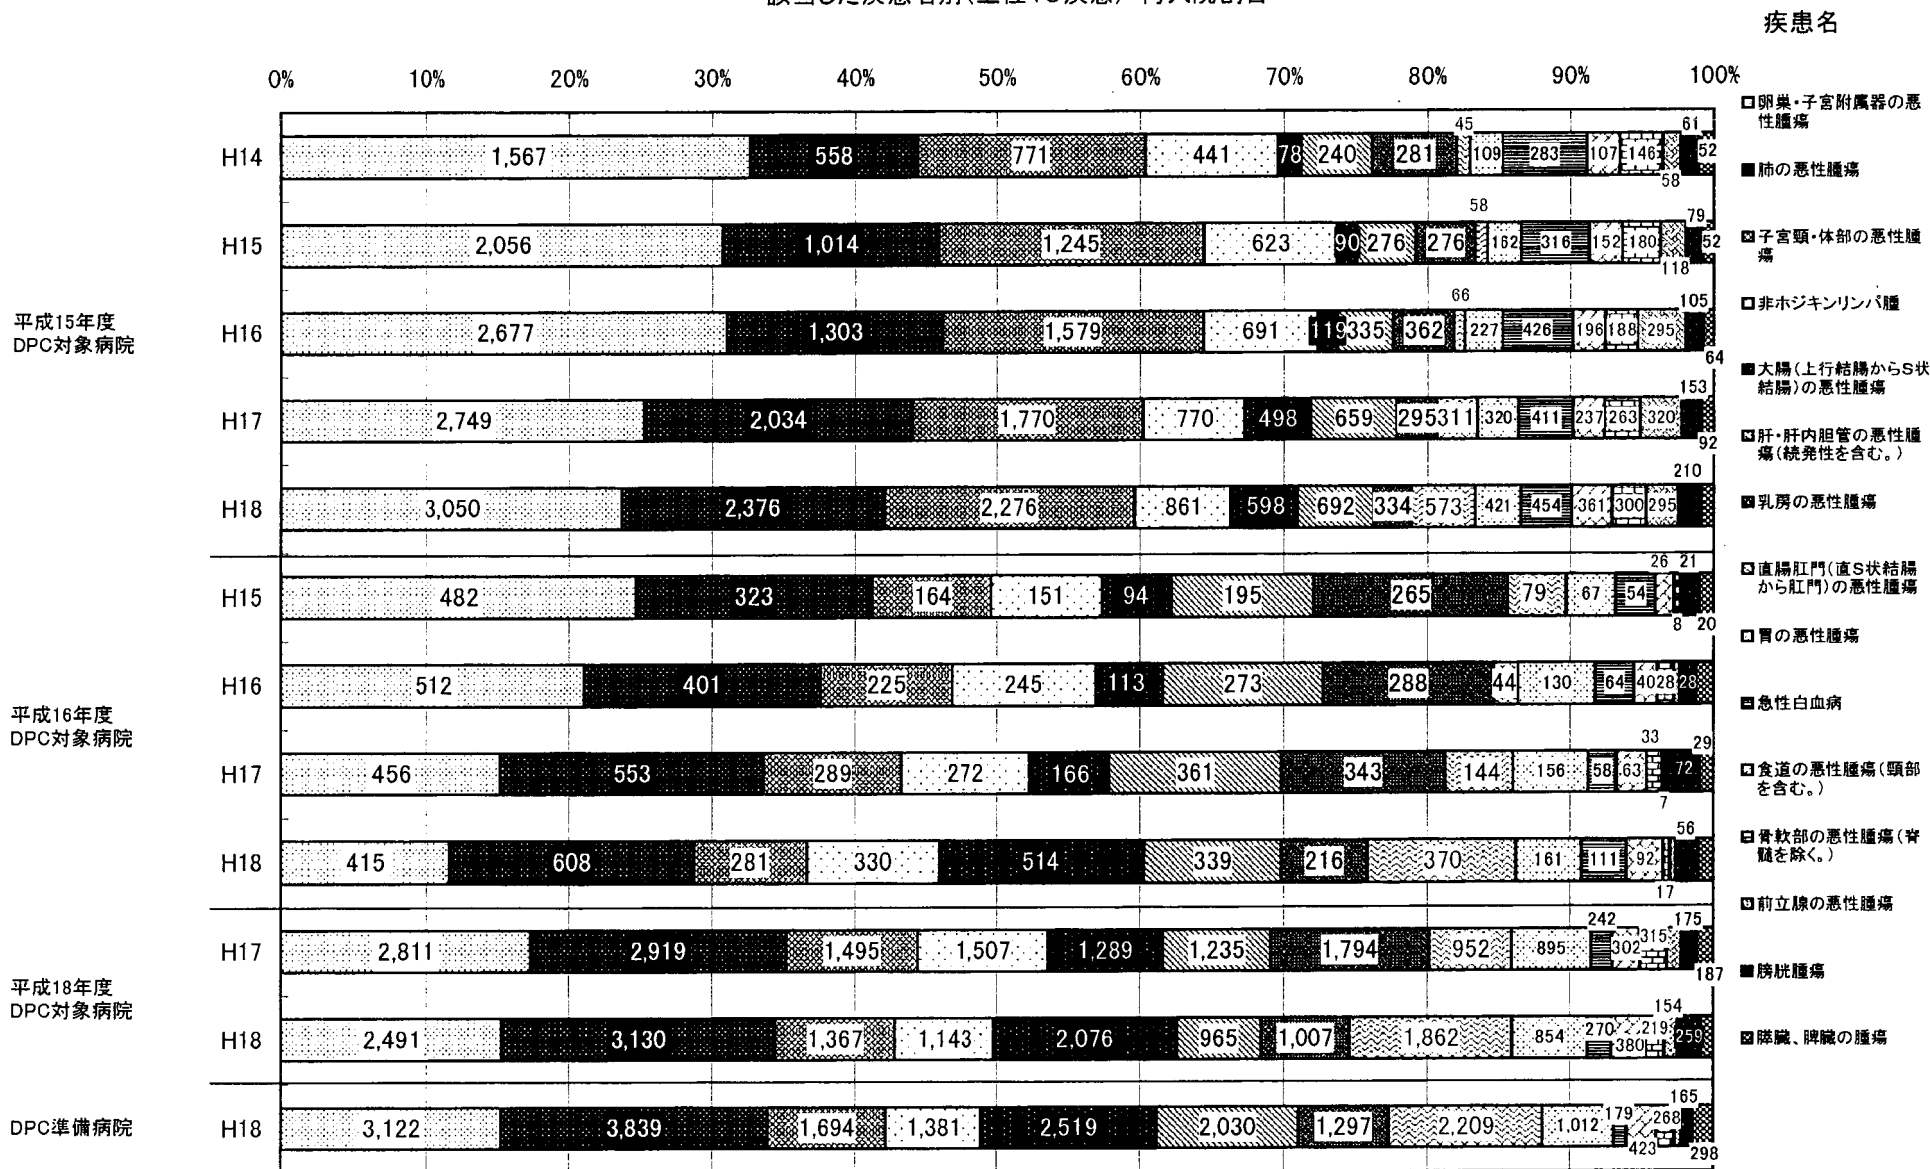 疾患名
0% 10% 20% 30% 40% 50% 60% 70% 80% 90% 100%
平成15年度
DPC対象病院
H14 1,567 558 771 441 78 240 281 45 109 283 107 146 58 61 52
H15 2,056 1,014 1,245 623 90 276 276 58 162 316 152 180 118 79 52
H16 2,677 1,303 1,579 691 119 335 362 66 227 426 196 188 295 105 64
H17 2,749 2,034 1,770 770 498 659 295 311 320 411 237 263 320 153 92
H18 3,050 2,376 2,276 861 598 692 334 573 421 454 361 300 295 210
平成16年度
DPC対象病院
H15 482 323 164 151 94 195 265 79 67 54 26 8 21 20
H16 512 401 225 245 113 273 288 44 130 64 40 28 28
H17 456 553 289 272 166 361 343 144 156 58 63 33 7 72 29
H18 415 608 281 330 514 339 216 370 161 111 92 17 56
平成18年度
DPC対象病院
H17 2,811 2,919 1,495 1,507 1,289 1,235 1,794 952 895 242 302 315 175 187
H18 2,491 3,130 1,367 1,143 2,076 965 1,007 1,862 854 270 380 219 154 259
DPC準備病院
H18 3,122 3,839 1,694 1,381 2,519 2,030 1,297 2,209 1,012 179 423 268 165 298
卵巣・子宮附属器の悪
性腫瘍
肺の悪性腫瘍
子宮頸・体部の悪性腫
瘍
非ホジキンリンパ腫
大腸(上行結腸からS状
結腸)の悪性腫瘍
肝・肝内胆管の悪性腫
瘍(続発性を含む。)
乳房の悪性腫瘍
直腸肛門(直S状結腸
から肛門)の悪性腫瘍
胃の悪性腫瘍
急性白血病
食道の悪性腫瘍(頸部
を含む。)
骨軟部の悪性腫瘍(脊
髄を除く。)
前立腺の悪性腫瘍
膀胱腫瘍
膵臓、脾臓の腫瘍